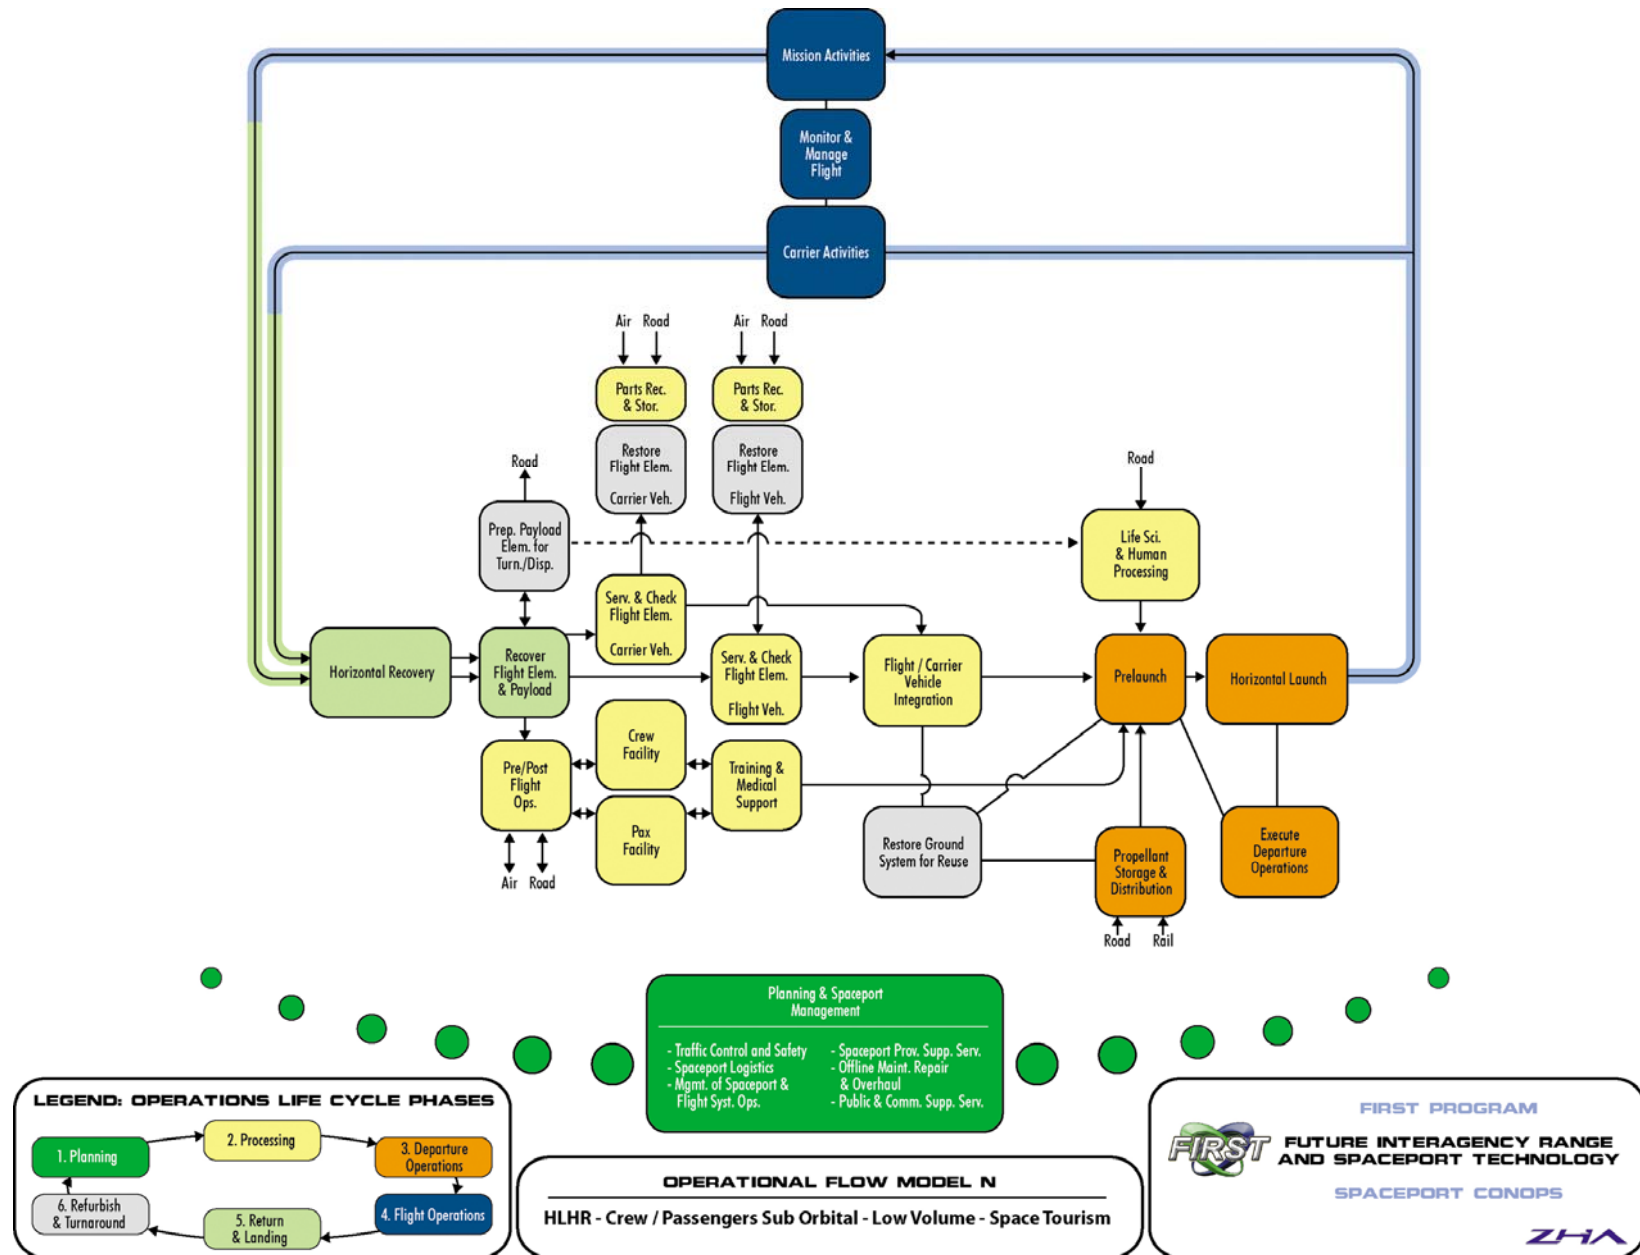 Mission Activities
Monitor &
Manage
Flight
Carrier Activities
Air Road
Air Road
Parts Rec.
& Stor.
Parts Rec.
& Stor.
Restore
Flight Elem.
Carrier Veh.
Restore
Flight Elem.
Flight Veh.
Road
Road
Prep. Payload
Elem. for
Turn./Disp.
Life Sci.
& Human
Processing
Serv. & Check
Flight Elem.
Carrier Veh.
Horizontal Recovery
Recover
Flight Elem.
& Payload
Serv. & Check
Flight Elem.
Flight Veh.
Flight / Carrier
Vehicle
Integration
Prelaunch
Horizontal Launch
Pre/Post
Flight
Ops.
Crew
Facility
Training &
Medical
Support
Pax
Facility
Air Road
Restore Ground
System for Reuse
Propellant
Storage &
Distribution
Execute
Departure
Operations
Road Rail
Planning & Spaceport
Management
- Traffic Control and Safety
- Spaceport Logistics
- Mgmt. of Spaceport &
Flight Syst. Ops.
- Spaceport Prov. Supp. Serv.
- Offline Maint. Repair
& Overhaul
- Public & Comm. Supp. Serv.
LEGEND: OPERATIONS LIFE CYCLE PHASES
1. Planning
2. Processing
3. Departure
Operations
4. Flight Operations
5. Return
& Landing
6. Refurbish
& Turnaround
OPERATIONAL FLOW MODEL N
HLHR - Crew / Passengers Sub Orbital - Low Volume - Space Tourism
FIRST PROGRAM
FIRST
FUTURE INTERAGENCY RANGE
AND SPACEPORT TECHNOLOGY
SPACEPORT CONOPS
ZHA